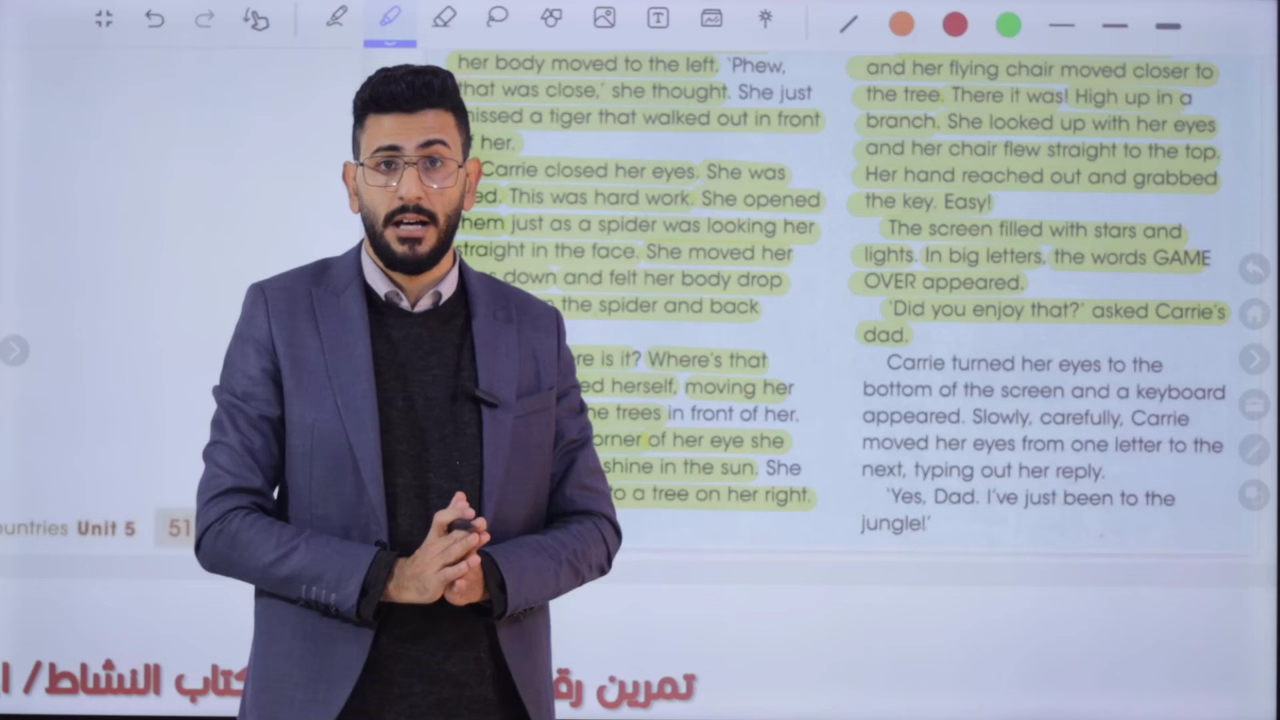 her body moved to the left. 'Phew,
that was close,' she thought. She just
missed a tiger that walked out in front
her.
Carrie closed her eyes. She was
This was hard work. She opened
them just as a spider was looking her
straight in the face. She moved her
down and felt her body drop
the spider and back
is it? Where's that
herself, moving her
trees in front of her.
of her eye she
shine in the sun. She
to a tree on her right.
and her flying chair moved closer to
the tree. There it was! High up in a
branch. She looked up with her eyes
and her chair flew straight to the top.
Her hand reached out and grabbed
the key. Easy!
The screen filled with stars and
lights. In big letters, the words GAME
OVER appeared.
'Did you enjoy that?' asked Carrie's
dad.
Carrie turned her eyes to the
bottom of the screen and a keyboard
appeared. Slowly, carefully, Carrie
moved her eyes from one letter to the
next, typing out her reply.
'Yes, Dad. I've just been to the
jungle!'
Unit 5 51
تمرين النشاط/